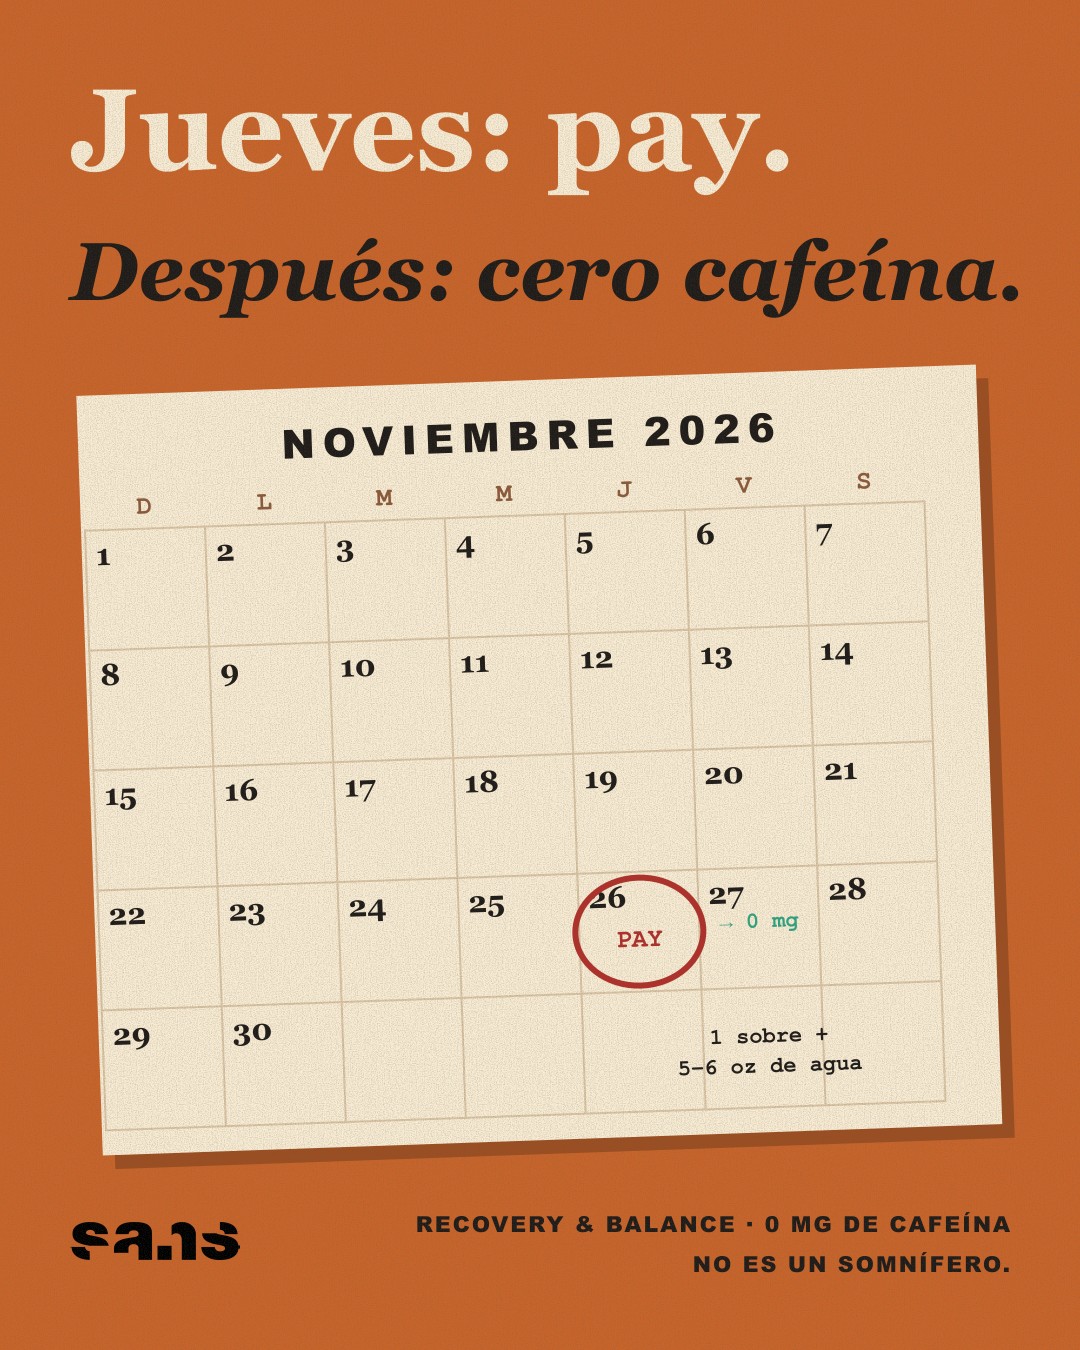 Jueves: pay.
Después: cero cafeína.
NOVIEMBRE 2026
D L M M J V S
1 2 3 4 5 6 7
8 9 10 11 12 13 14
15 16 17 18 19 20 21
22 23 24 25 26 27 28
PAY → 0 mg
29 30
1 sobre +
5–6 oz de agua
sans
RECOVERY & BALANCE · 0 MG DE CAFEÍNA
NO ES UN SOMNÍFERO.